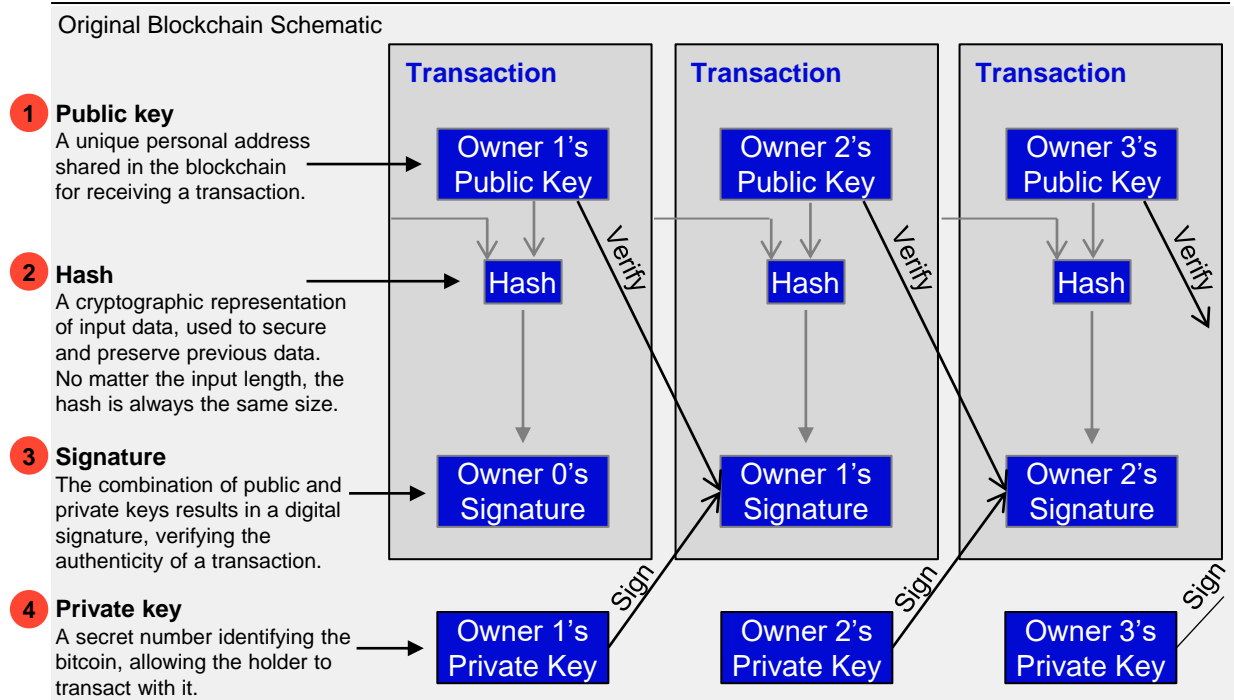 Original Blockchain Schematic
1 Public key
A unique personal address
shared in the blockchain
for receiving a transaction.
2 Hash
A cryptographic representation
of input data, used to secure
and preserve previous data.
No matter the input length, the
hash is always the same size.
3 Signature
The combination of public and
private keys results in a digital
signature, verifying the
authenticity of a transaction.
4 Private key
A secret number identifying the
bitcoin, allowing the holder to
transact with it.
Transaction
Owner 1's
Public Key
Verify
Hash
Owner 0's
Signature
Sign
Owner 1's
Private Key
Transaction
Owner 2's
Public Key
Verify
Hash
Owner 1's
Signature
Sign
Owner 2's
Private Key
Transaction
Owner 3's
Public Key
Verify
Hash
Owner 2's
Signature
Sign
Owner 3's
Private Key